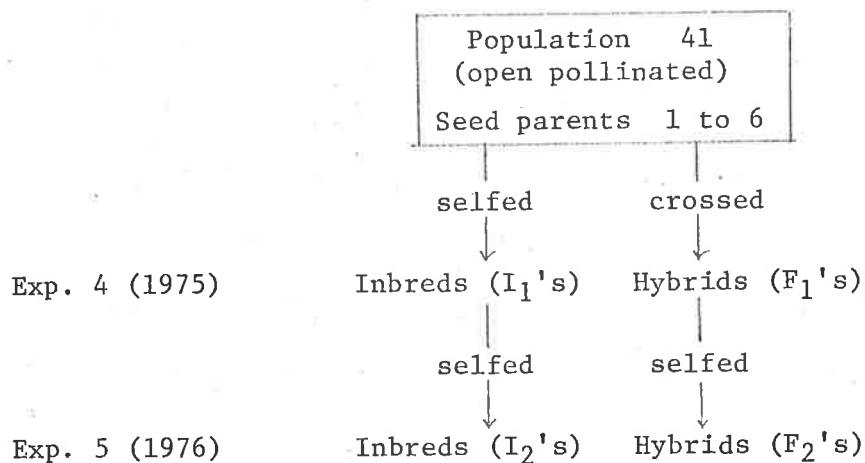 Population 41
(open pollinated)
Seed parents 1 to 6
selfed crossed
Exp. 4 (1975) Inbreds (I1's) Hybrids (F1's)
selfed selfed
Exp. 5 (1976) Inbreds (I2's) Hybrids (F2's)